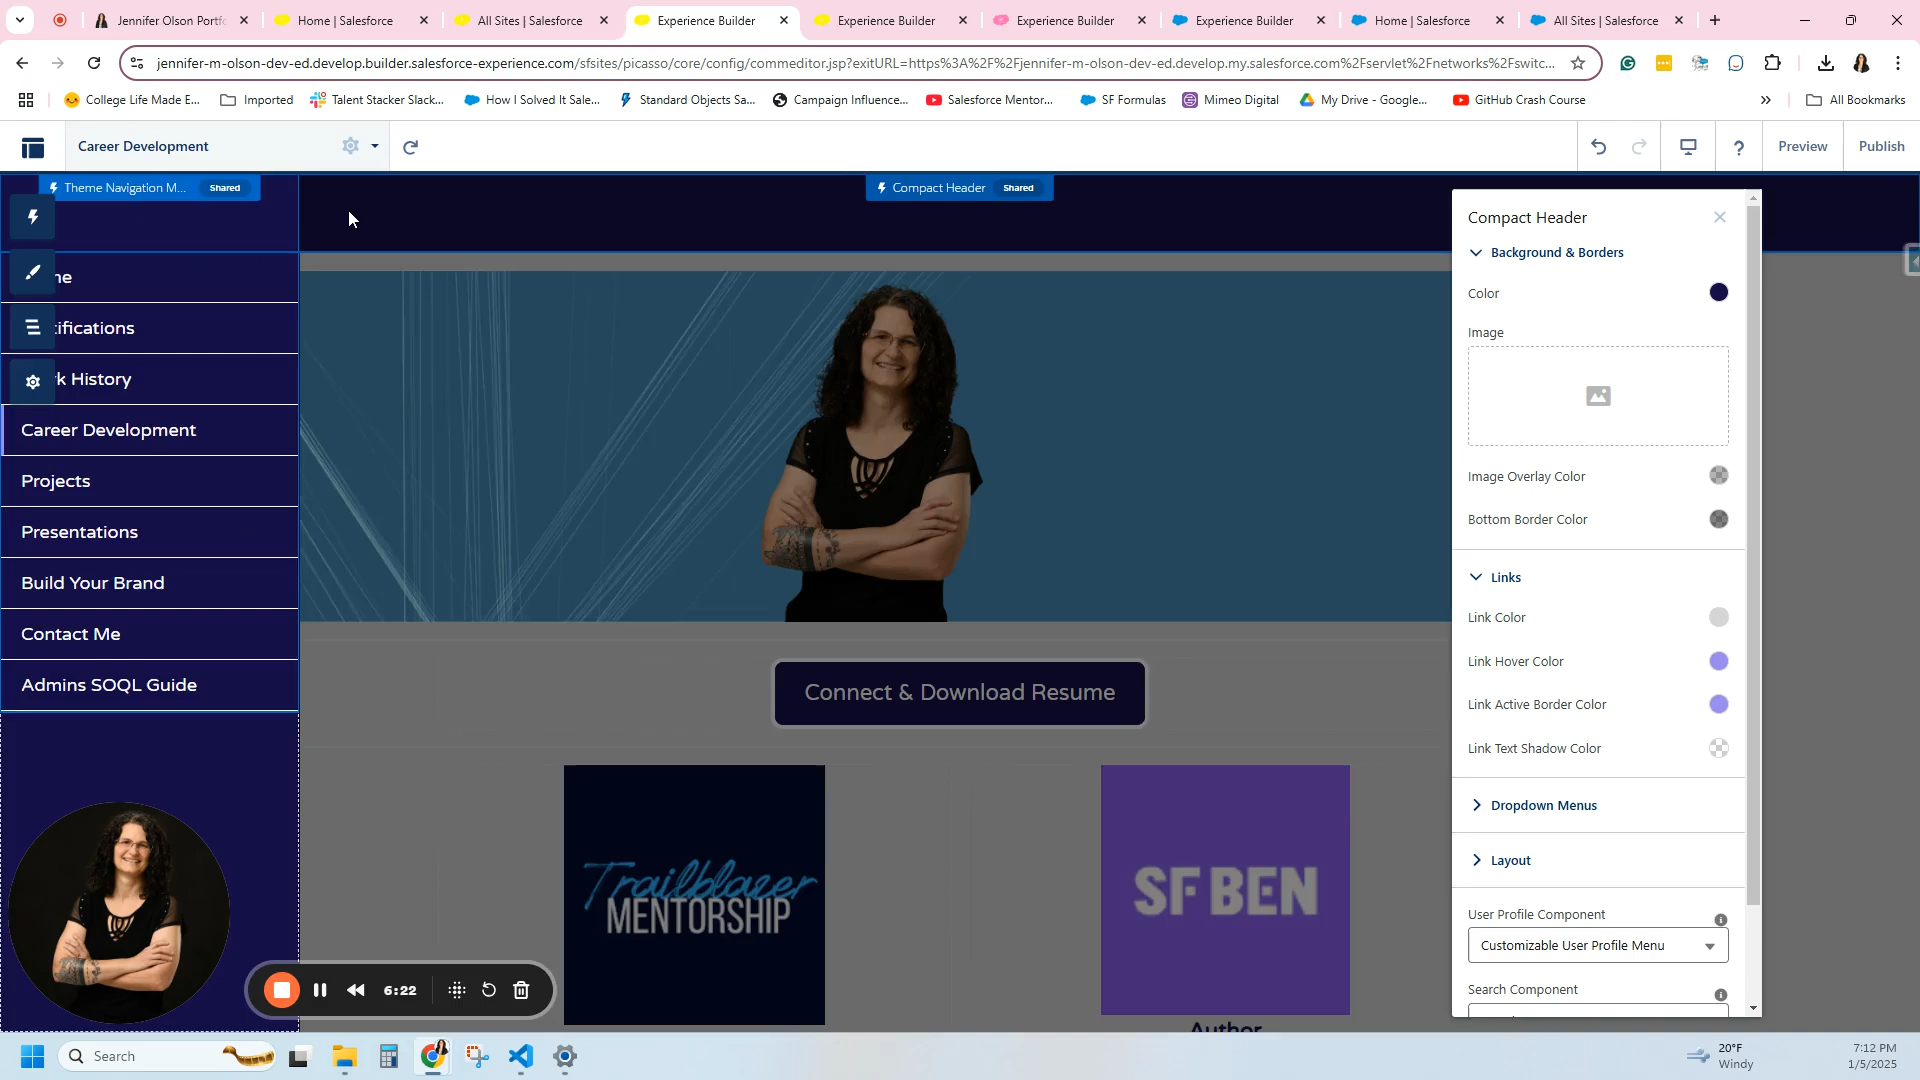 Jennifer Olson Portfo
Home | Salesforce
All Sites | Salesforce
Experience Builder
Experience Builder
Experience Builder
Experience Builder
Home | Salesforce
All Sites | Salesforce
jennifer-m-olson-dev-ed.develop.builder.salesforce-experience.com/sfsites/picasso/core/config/commeditor.jsp?exitURL=https%3A%2F%2Fjennifer-m-olson-dev-ed.develop.my.salesforce.com%2Fservlet%2Fnetworks%2Fswitc...
College Life Made E...
Imported
Talent Stacker Slack...
How I Solved It Sale...
Standard Objects Sa...
Campaign Influence...
Salesforce Mentor...
SF Formulas
Mimeo Digital
My Drive - Google...
GitHub Crash Course
All Bookmarks
Career Development
Preview
Publish
Theme Navigation M...
Shared
Compact Header
Shared
me
tifications
rk History
Career Development
Projects
Presentations
Build Your Brand
Contact Me
Admins SOQL Guide
Connect & Download Resume
Trailblazer
MENTORSHIP
SF BEN
Author
Compact Header
Background & Borders
Color
Image
Image Overlay Color
Bottom Border Color
Links
Link Color
Link Hover Color
Link Active Border Color
Link Text Shadow Color
Dropdown Menus
Layout
User Profile Component
Customizable User Profile Menu
Search Component
6:22
Search
20°F
Windy
7:12 PM
1/5/2025